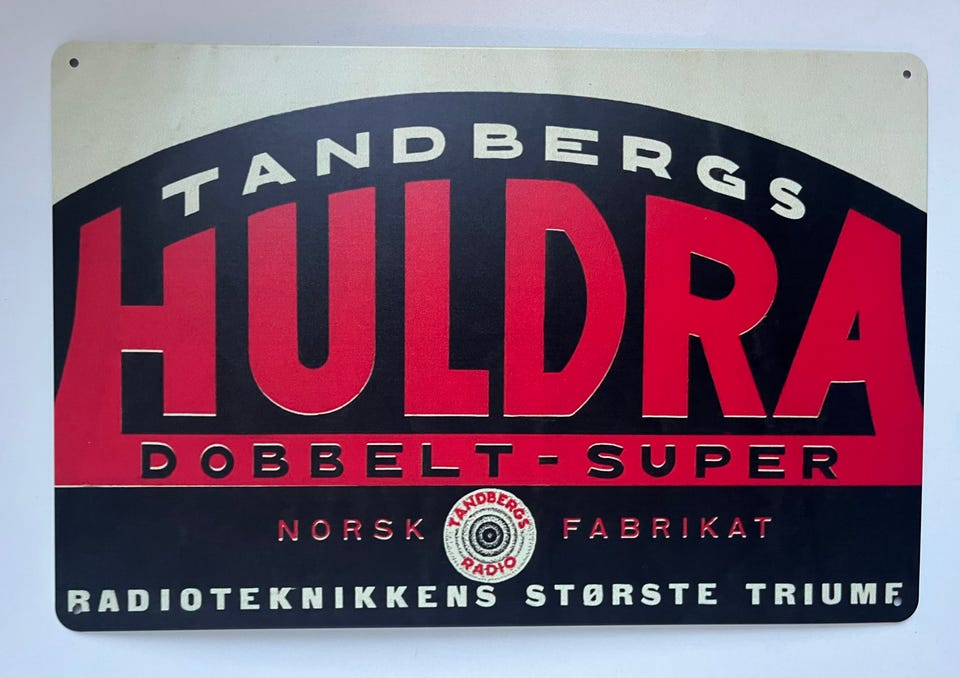 TANDBERGS
HULDRA
DOBBELT-SUPER
NORSK FABRIKAT
TANDBERGS
RADIO
RADIOTEKNIKKENS STØRSTE TRIUMF